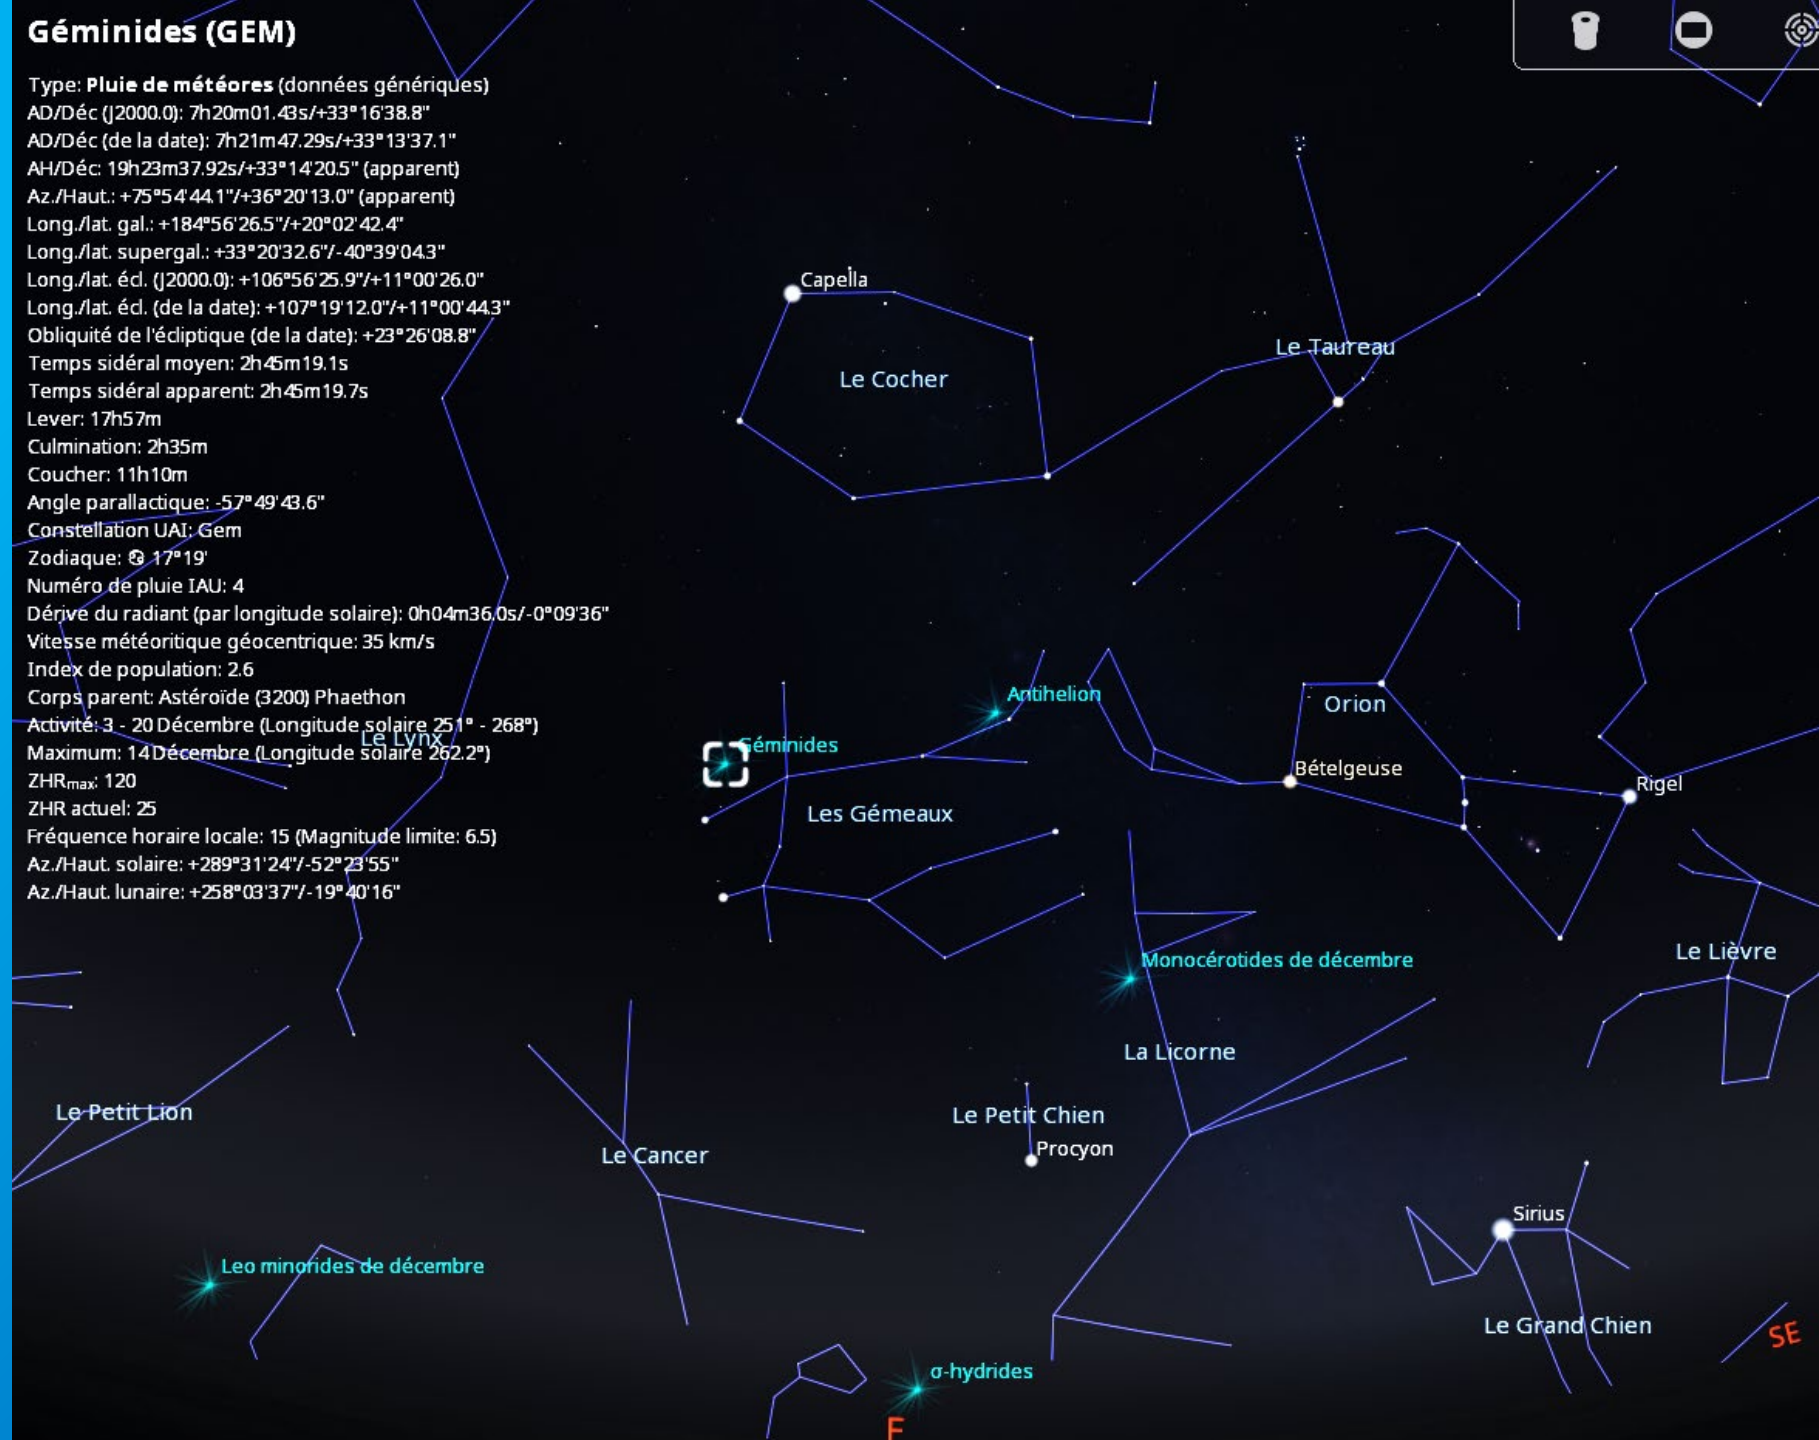 Géminides (GEM)
Type: Pluie de météores (données génériques)
AD/Déc (J2000.0): 7h20m01.43s/+33°16'38.8"
AD/Déc (de la date): 7h21m47.29s/+33°13'37.1"
AH/Déc: 19h23m37.92s/+33°14'20.5" (apparent)
Az./Haut.: +75°54'44.1"/+36°20'13.0" (apparent)
Long./lat. gal.: +184°56'26.5"/+20°02'42.4"
Long./lat. supergal.: +33°20'32.6"/-40°39'04.3"
Long./lat. écl. (J2000.0): +106°56'25.9"/+11°00'26.0"
Long./lat. écl. (de la date): +107°19'12.0"/+11°00'44.3"
Obliquité de l'écliptique (de la date): +23°26'08.8"
Temps sidéral moyen: 2h45m19.1s
Temps sidéral apparent: 2h45m19.7s
Lever: 17h57m
Culmination: 2h35m
Coucher: 11h10m
Angle parallactique: -57°49'43.6"
Constellation UAI: Gem
Zodiaque: ♋ 17°19'
Numéro de pluie IAU: 4
Dérive du radiant (par longitude solaire): 0h04m36.0s/-0°09'36"
Vitesse météoritique géocentrique: 35 km/s
Index de population: 2.6
Corps parent: Astéroïde (3200) Phaethon
Activité: 3 - 20 Décembre (Longitude solaire 251° - 268°)
Maximum: 14 Décembre (Longitude solaire 262.2°)
ZHRmax: 120
ZHR actuel: 25
Fréquence horaire locale: 15 (Magnitude limite: 6.5)
Az./Haut. solaire: +289°31'24"/-52°23'55"
Az./Haut. lunaire: +258°03'37"/-19°40'16"
Capella
Le Taureau
Le Cocher
Antihelion
Orion
Le Lynx
Géminides
Bétélgeuse
Rigel
Les Gémeaux
Le Lièvre
Monocérotides de décembre
La Licorne
Le Petit Lion
Le Petit Chien
Procyon
Le Cancer
Sirius
Leo minorides de décembre
Le Grand Chien
SE
σ-hydrides
E